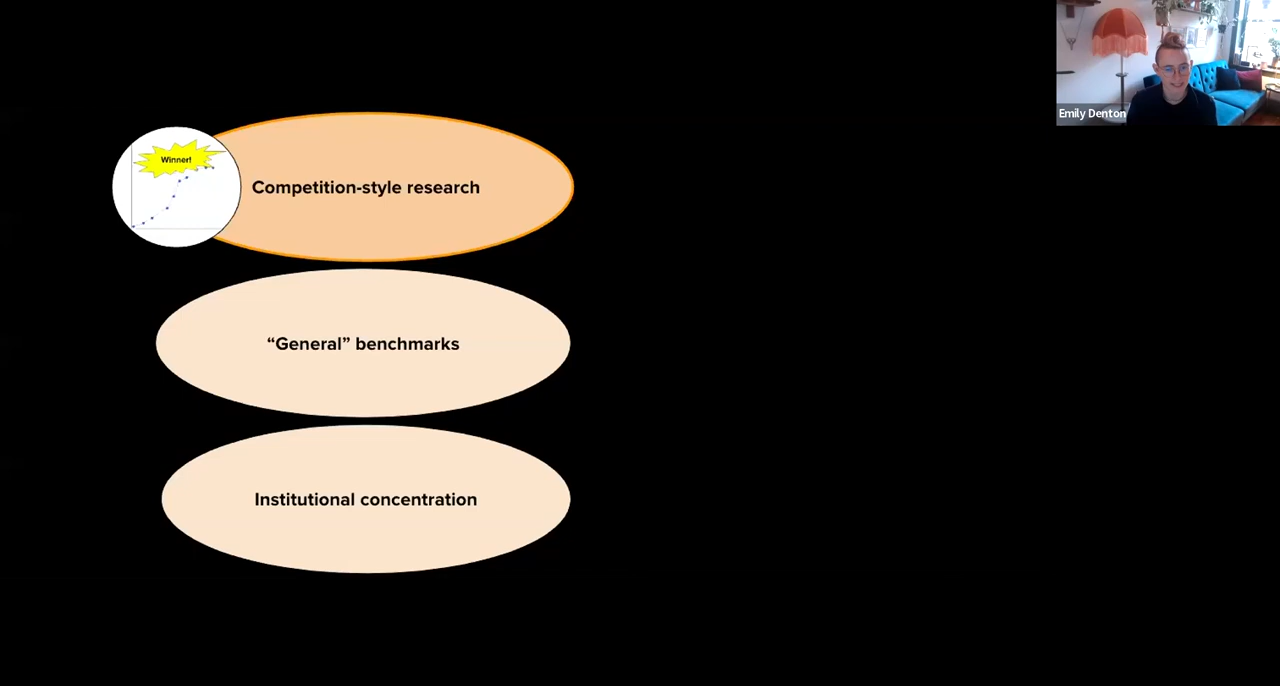 Winner!
Competition-style research
“General” benchmarks
Institutional concentration
Emily Denton